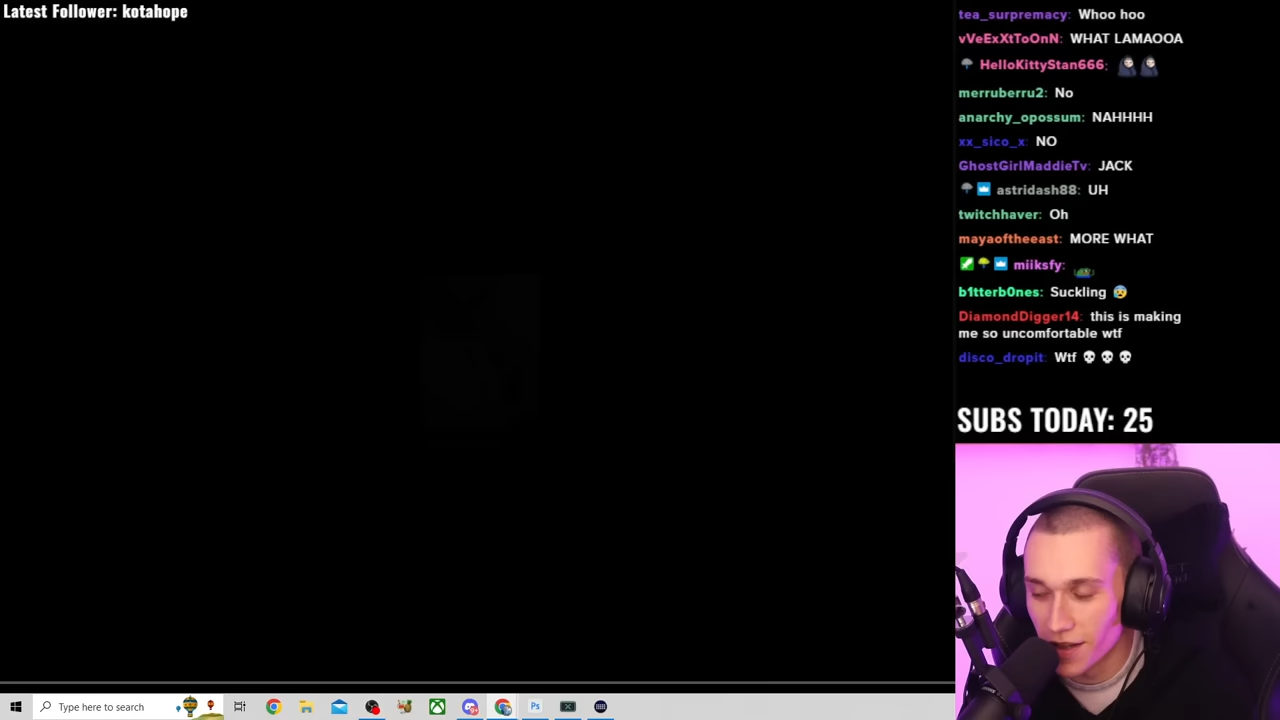 Latest Follower: kotahope
tea_surpremacy: Whoo hoo
vVeExXtToOnN: WHAT LAMAOOA
HelloKittyStan666:
merruberru2: No
anarchy_opossum: NAHHHH
xx_sico_x: NO
GhostGirlMaddieTv: JACK
astridash88: UH
twitchhaver: Oh
mayaoftheeast: MORE WHAT
miiksfy:
b1tterb0nes: Suckling 😰
DiamondDigger14: this is making
me so uncomfortable wtf
disco_dropit: Wtf 💀 💀 💀
SUBS TODAY: 25
Type here to search
Ps